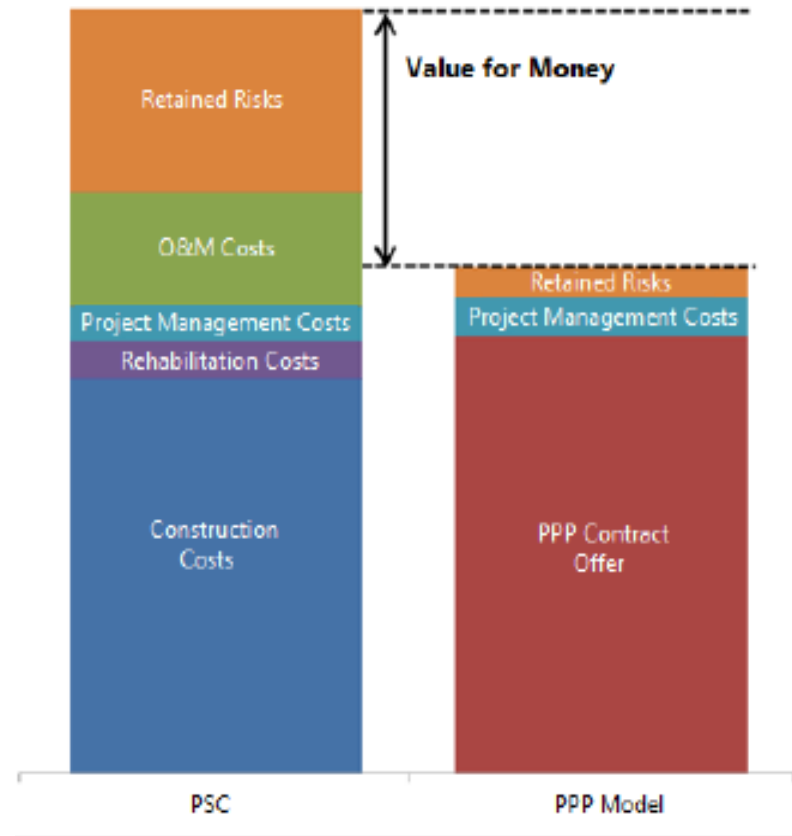 Value for Money
Retained Risks
O&M Costs
Project Management Costs
Rehabilitation Costs
Construction
Costs
Retained Risks
Project Management Costs
PPP Contract
Offer
PSC
PPP Model